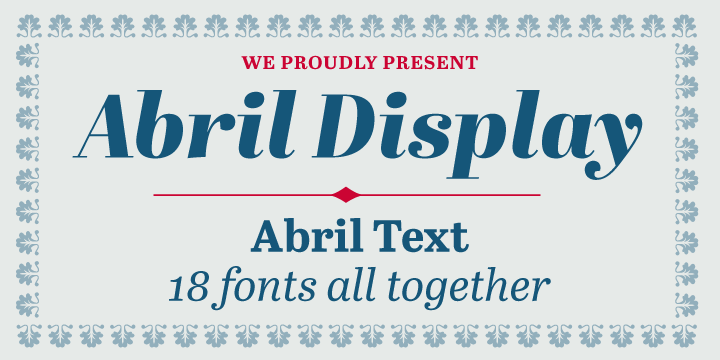 WE PROUDLY PRESENT
Abril Display
Abril Text
18 fonts all together